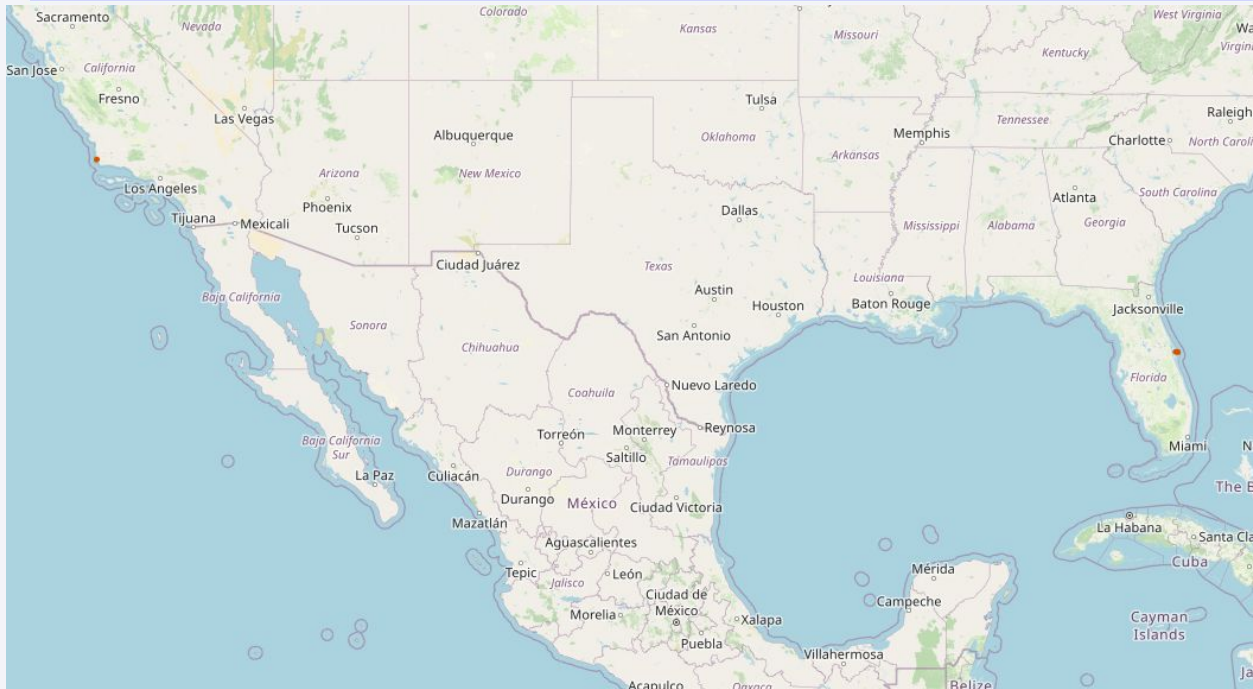 Sacramento
Nevada
Colorado
Kansas
Missouri
West Virginia
Kentucky
San Jose
California
Fresno
Las Vegas
Tulsa
Tennessee
Raleigh
Albuquerque
Oklahoma
Memphis
Charlotte
North Carol
Arkansas
Los Angeles
Arizona
New Mexico
South Carolina
Phoenix
Dallas
Atlanta
Tijuana
Mexicali
Tucson
Mississippi
Alabama
Georgia
Ciudad Juárez
Texas
Louisiana
Baja California
Austin
Houston
Baton Rouge
Jacksonville
Sonora
San Antonio
Chihuahua
Florida
Nuevo Laredo
Coahuila
Baja California
Sur
Torreón
Monterrey
Reynosa
Miami
Saltillo
Tamaulipas
La Paz
Culiacán
Durango
The B
Durango
México
Ciudad Victoria
Mazatlán
La Habana
Santa Cla
Aguascalientes
Cuba
Tepic
Jalisco
León
Mérida
Ciudad de
México
Campeche
Morelia
Xalapa
Cayman
Islands
Puebla
Villahermosa
Acapulco
Oaxaca
Belize
Ja